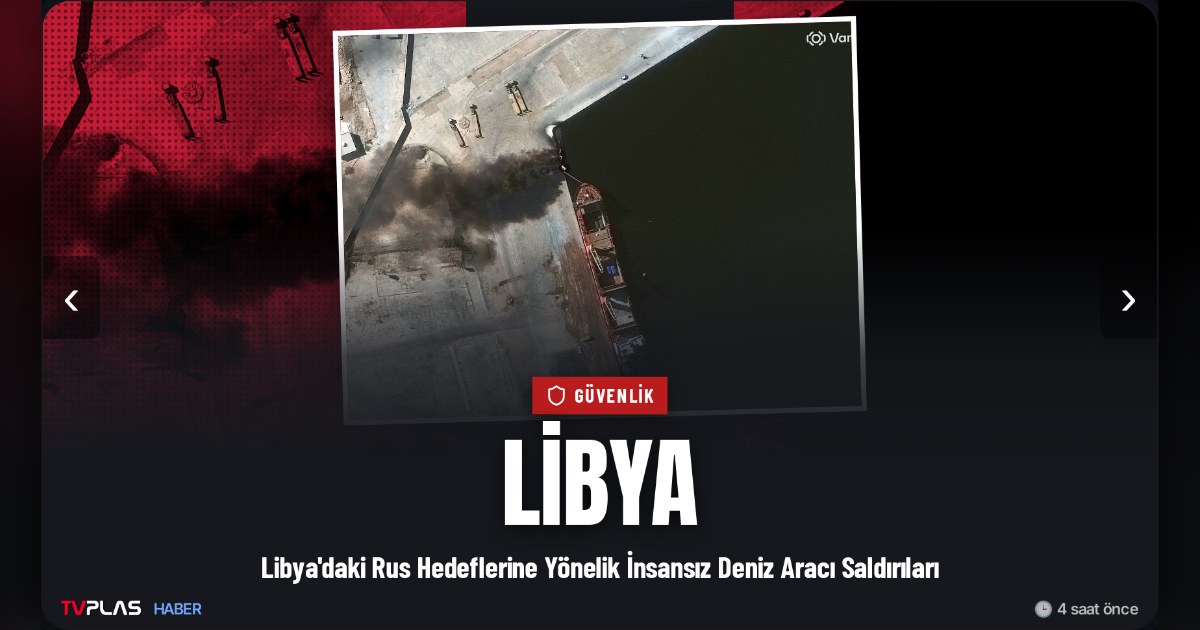 GÜVENLİK
LİBYA
Libya'daki Rus Hedeflerine Yönelik İnsansız Deniz Aracı Saldırıları
TVPLAS HABER
4 saat önce